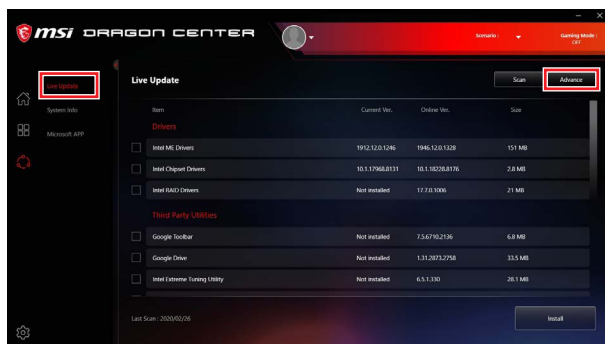 msi DRAGON CENTER
Scenario :
Gaming Mode :
OFF
Live Update
System Info
Microsoft APP
Live Update
Scan
Advance
Item Current Ver. Online Ver. Size
Drivers
Intel ME Drivers 1912.12.0.1246 1946.12.0.1328 151 MB
Intel Chipset Drivers 10.1.17968.8131 10.1.18228.8176 2.8 MB
Intel RAID Drivers Not installed 17.7.0.1006 21 MB
Third Party Utilities
Google Toolbar Not installed 7.5.6710.2136 6.8 MB
Google Drive Not installed 1.31.2873.2758 33.5 MB
Intel Extreme Tuning Utility Not installed 6.5.1.330 28.1 MB
Last Scan : 2020/02/26
Install